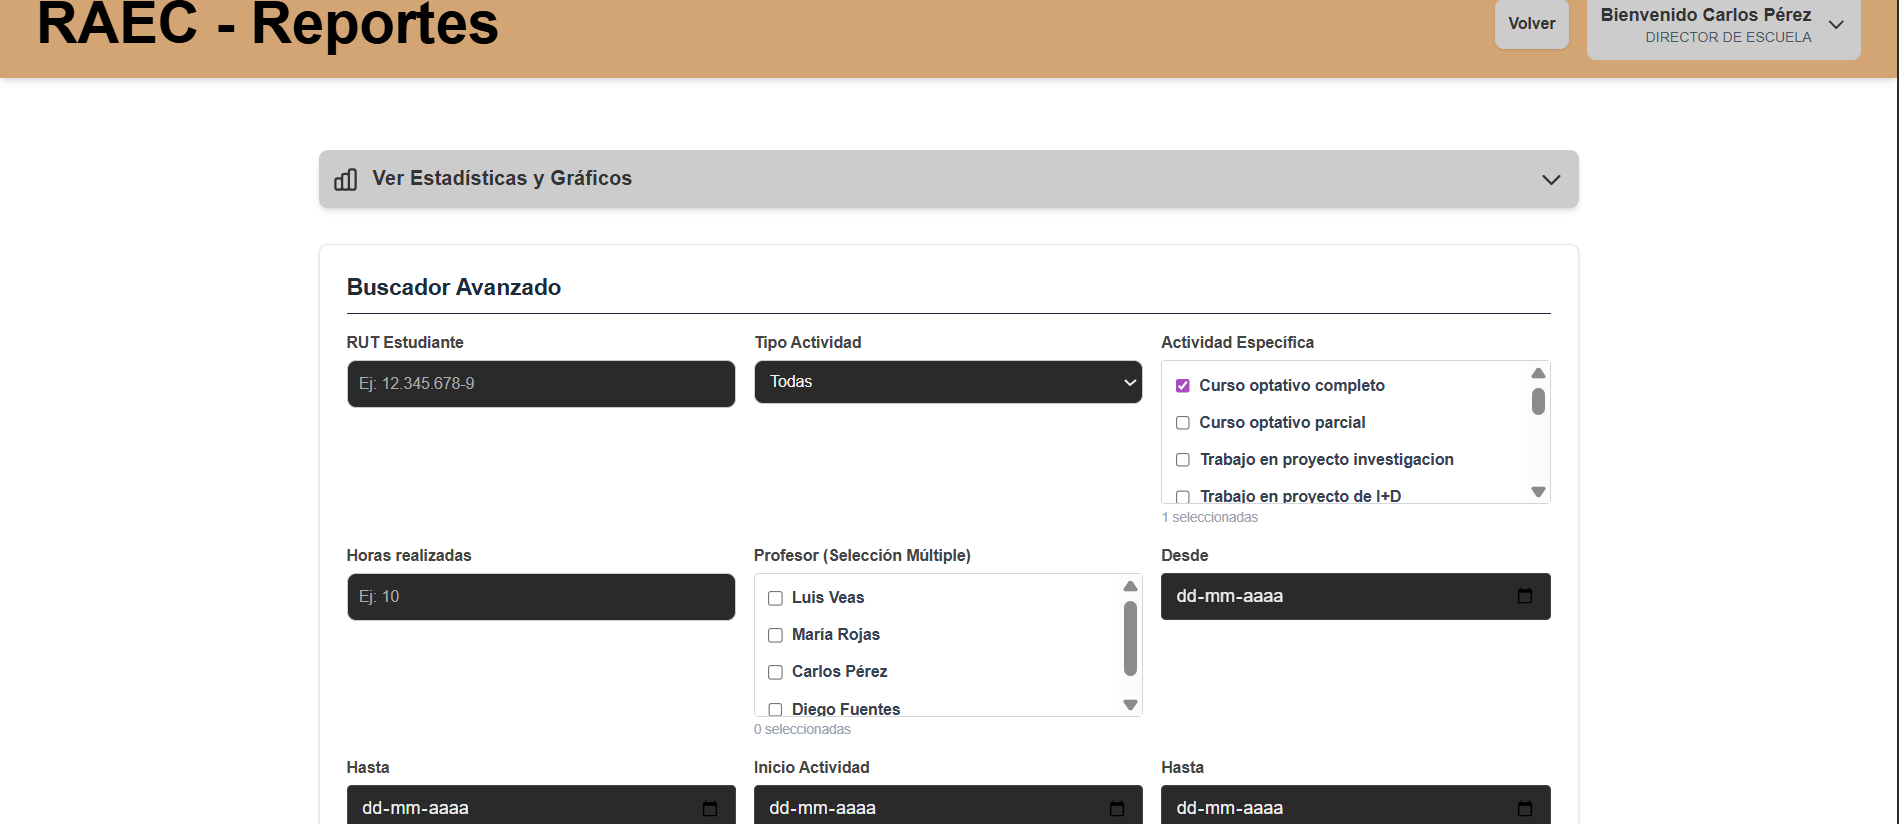 RAEC - Reportes
Volver
Bienvenido Carlos Pérez
DIRECTOR DE ESCUELA
Ver Estadísticas y Gráficos
Buscador Avanzado
RUT Estudiante
Ej: 12.345.678-9
Tipo Actividad
Todas
Actividad Específica
Curso optativo completo
Curso optativo parcial
Trabajo en proyecto investigacion
Trabajo en proyecto de I+D
1 seleccionadas
Horas realizadas
Ej: 10
Profesor (Selección Múltiple)
Luis Veas
María Rojas
Carlos Pérez
Diego Fuentes
0 seleccionadas
Desde
dd-mm-aaaa
Hasta
dd-mm-aaaa
Inicio Actividad
dd-mm-aaaa
Hasta
dd-mm-aaaa